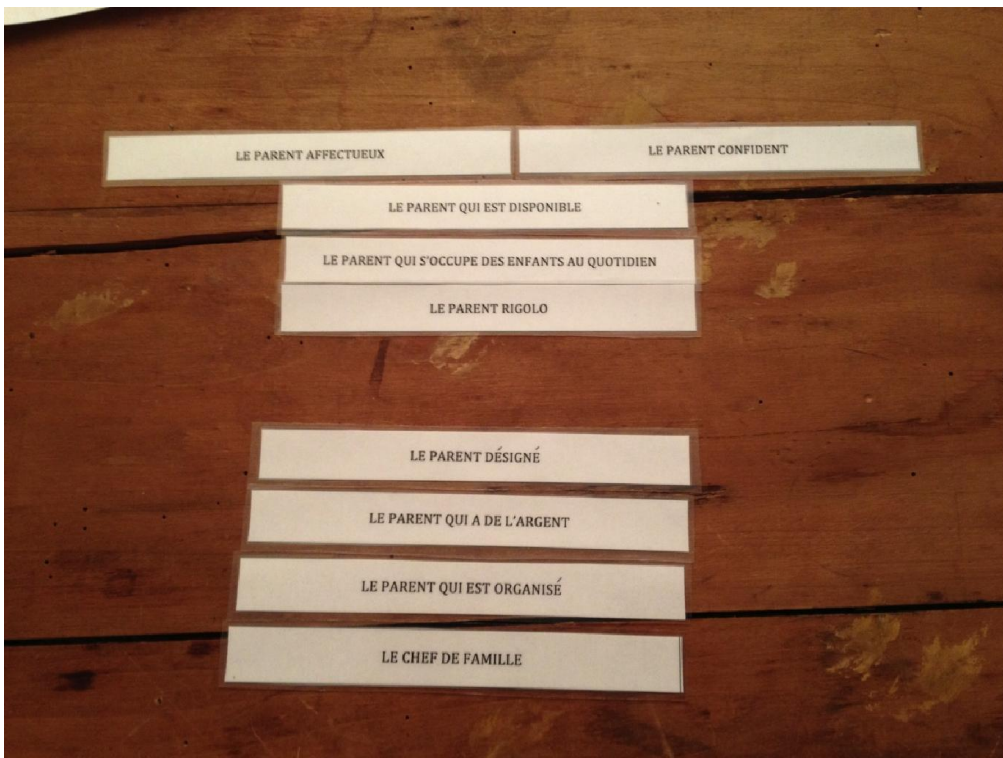 LE PARENT AFFECTUEUX
LE PARENT CONFIDENT
LE PARENT QUI EST DISPONIBLE
LE PARENT QUI S'OCCUPE DES ENFANTS AU QUOTIDIEN
LE PARENT RIGOLO
LE PARENT DÉSIGNÉ
LE PARENT QUI A DE L'ARGENT
LE PARENT QUI EST ORGANISÉ
LE CHEF DE FAMILLE